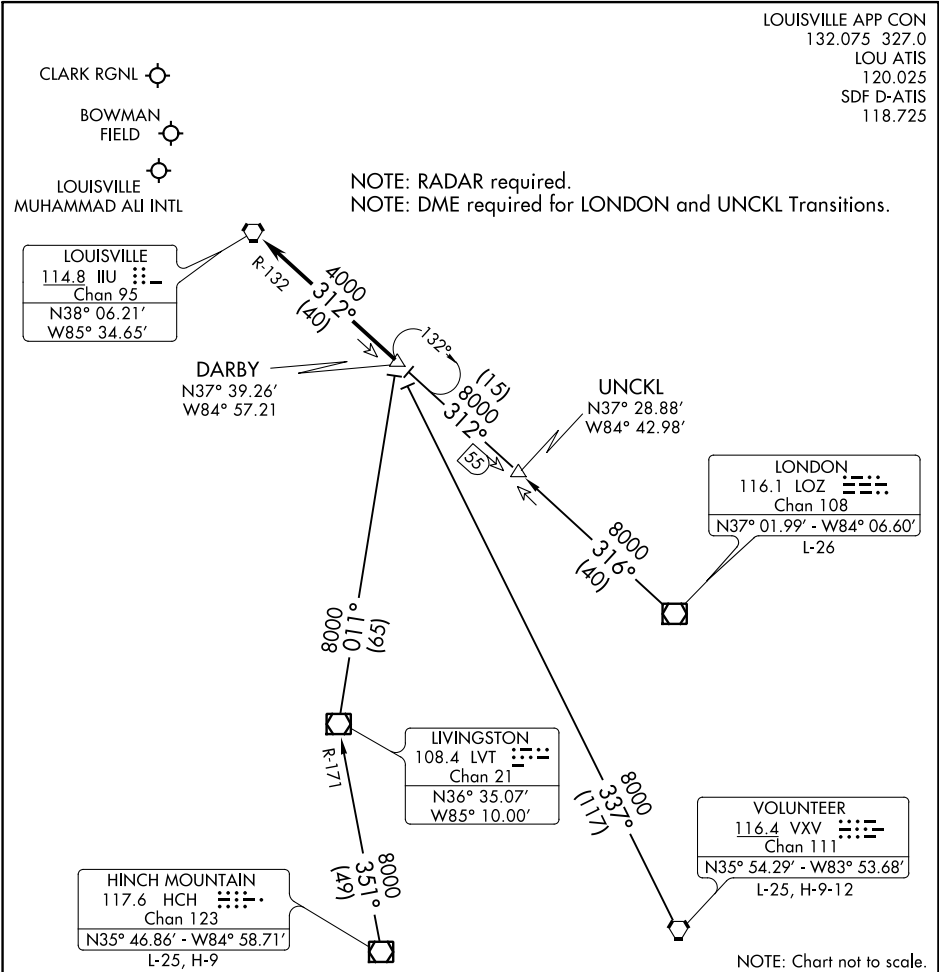 LOUISVILLE APP CON
132.075 327.0
LOU ATIS
120.025
SDF D-ATIS
118.725
CLARK RGNL
BOWMAN
FIELD
LOUISVILLE
MUHAMMAD ALI INTL
NOTE: RADAR required.
NOTE: DME required for LONDON and UNCKL Transitions.
LOUISVILLE
114.8 IIU
Chan 95
N38° 06.21'
W85° 34.65'
R-132
4000
312°
(40)
DARBY
N37° 39.26'
W84° 57.21
132°
(15)
8000
312°
55
UNCKL
N37° 28.88'
W84° 42.98'
LONDON
116.1 LOZ
Chan 108
N37° 01.99' - W84° 06.60'
L-26
8000
316°
(40)
8000
011°
(65)
LIVINGSTON
108.4 LVT
Chan 21
N36° 35.07'
W85° 10.00'
R-171
8000
337°
(117)
VOLUNTEER
116.4 VXV
Chan 111
N35° 54.29' - W83° 53.68'
L-25, H-9-12
8000
351°
(49)
HINCH MOUNTAIN
117.6 HCH
Chan 123
N35° 46.86' - W84° 58.71'
L-25, H-9
NOTE: Chart not to scale.